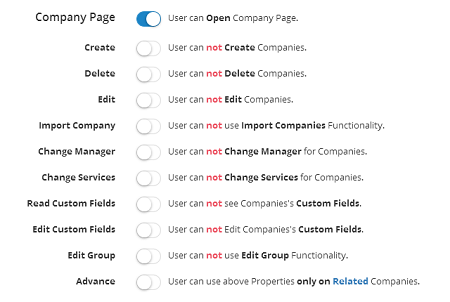 Company Page User can Open Company Page.
Create User can not Create Companies.
Delete User can not Delete Companies.
Edit User can not Edit Companies.
Import Company User can not use Import Companies Functionality.
Change Manager User can not Change Manager for Companies.
Change Services User can not Change Services for Companies.
Read Custom Fields User can not see Companies's Custom Fields.
Edit Custom Fields User can not Edit Companies's Custom Fields.
Edit Group User can not use Edit Group Functionality.
Advance User can use above Properties only on Related Companies.